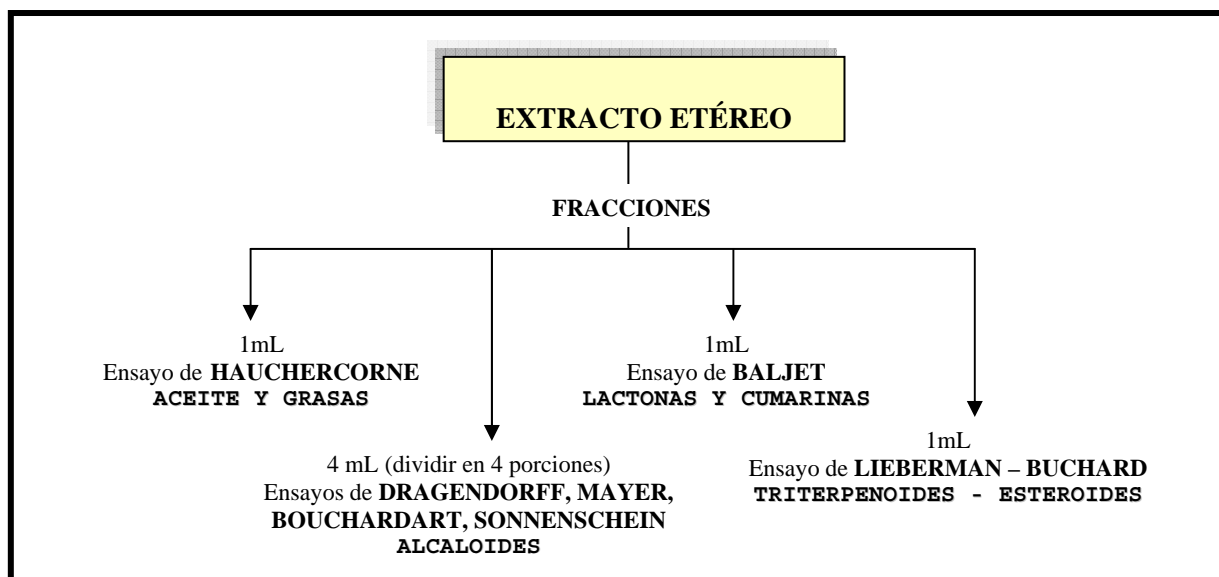 EXTRACTO ETÉREO
FRACCIONES
1mL
Ensayo de HAUCHERCORNE
ACEITE Y GRASAS
4 mL (dividir en 4 porciones)
Ensayos de DRAGENDORFF, MAYER,
BOUCHARDART, SONNENSCHEIN
ALCALOIDES
1mL
Ensayo de BALJET
LACTONAS Y CUMARINAS
1mL
Ensayo de LIEBERMAN – BUCHARD
TRITERPENOIDES - ESTEROIDES